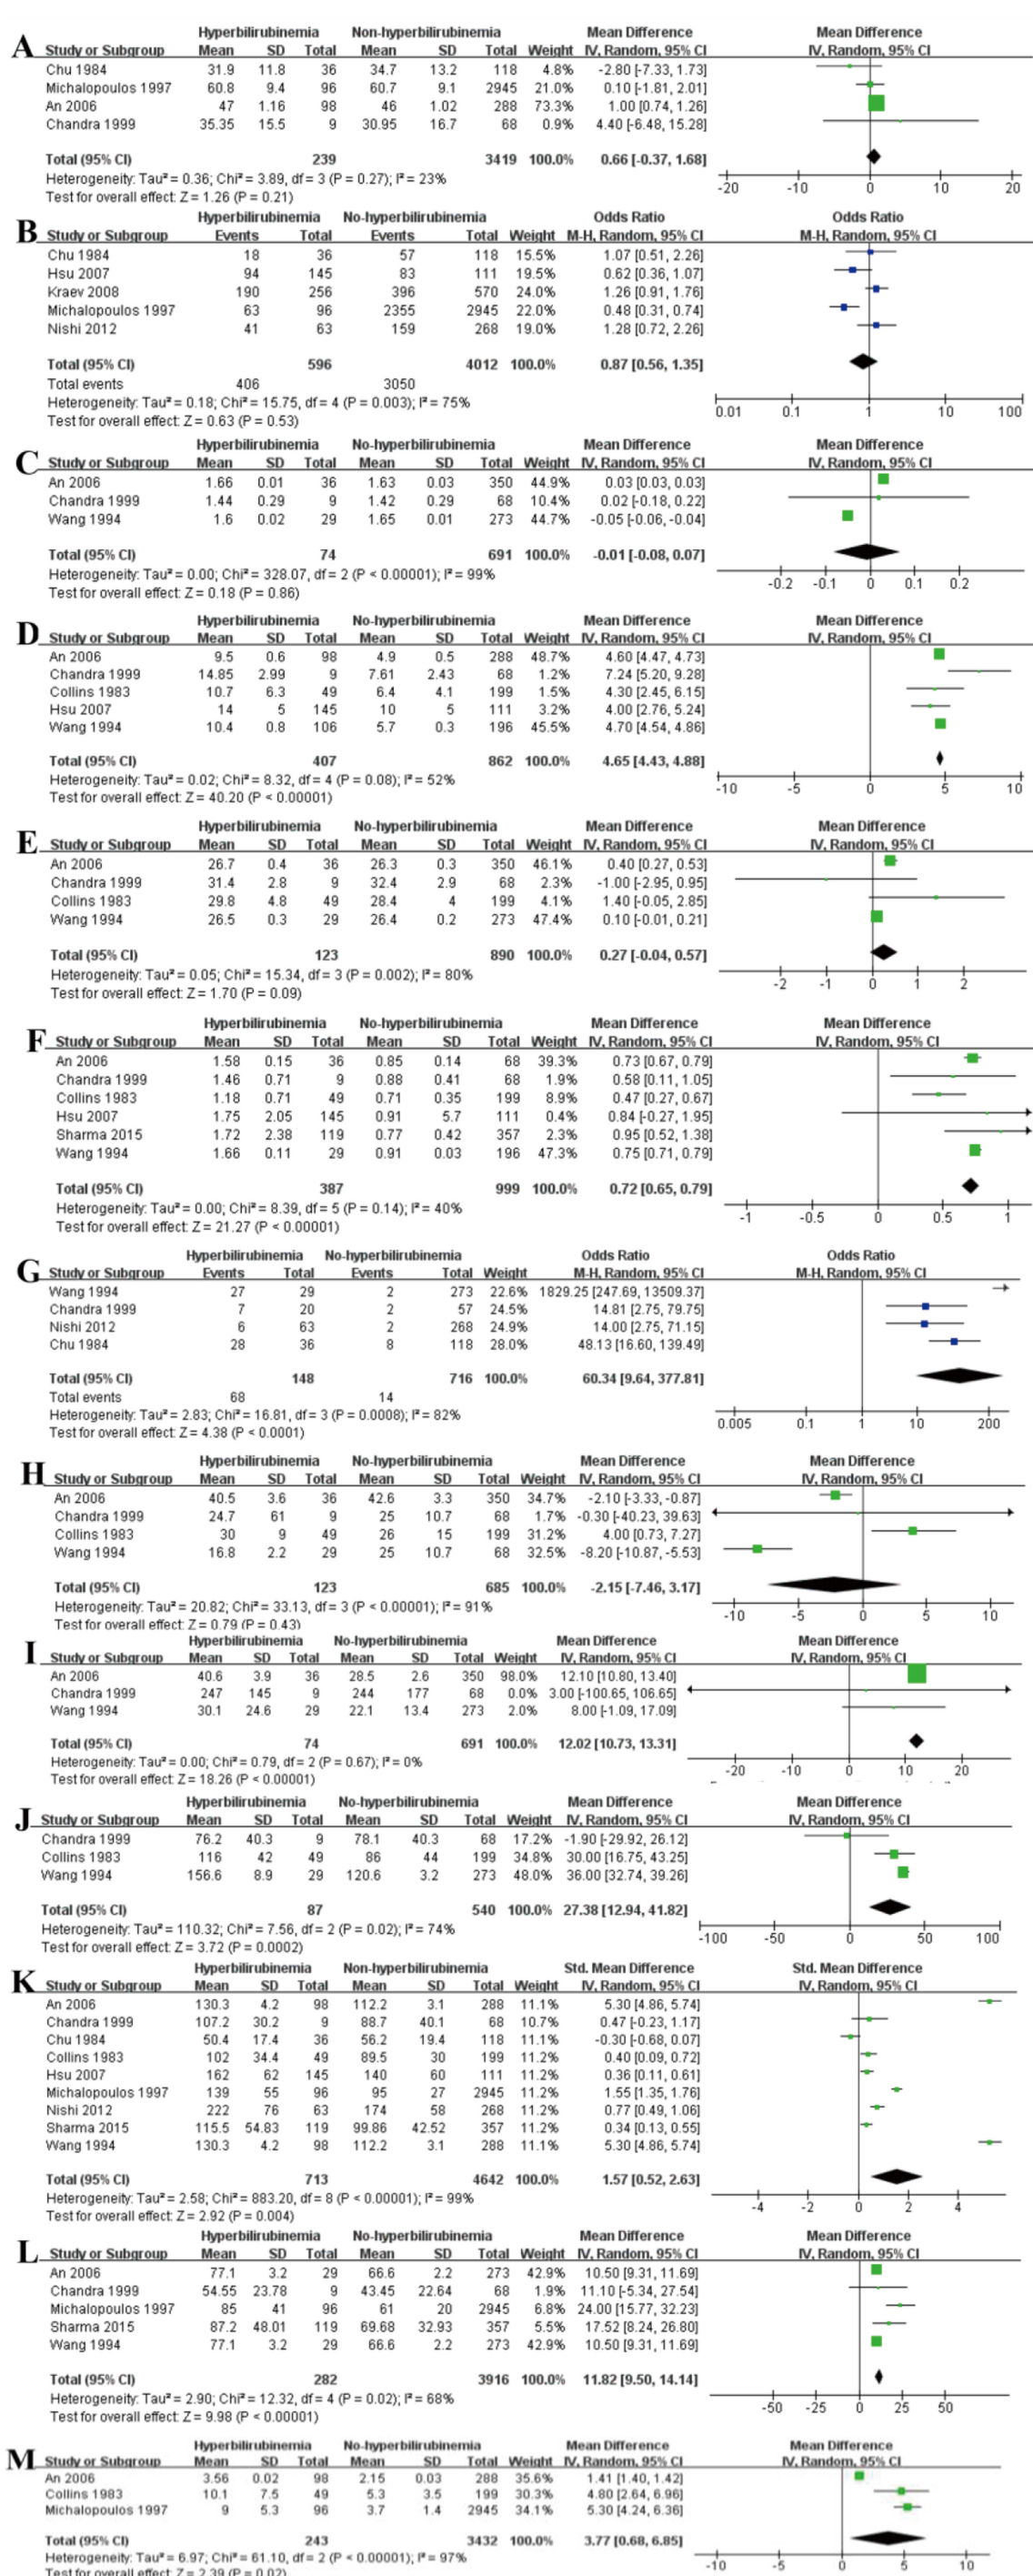 A
Hyperbilirubinemia Non-hyperbilirubinemia Mean Difference Mean Difference
Study or Subgroup Mean SD Total Mean SD Total Weight IV, Random, 95% CI IV, Random, 95% CI
Chu 1984 31.9 11.8 36 34.7 13.2 118 4.8% -2.80 [-7.33, 1.73]
Michalopoulos 1997 60.8 9.4 96 60.7 9.1 2945 21.0% 0.10 [-1.81, 2.01]
An 2006 47 1.16 98 46 1.02 288 73.3% 1.00 [0.74, 1.26]
Chandra 1999 35.35 15.5 9 30.95 16.7 68 0.9% 4.40 [-6.48, 15.28]
Total (95% CI) 239 3419 100.0% 0.66 [-0.37, 1.68]
Heterogeneity: Tau² = 0.36; Chi² = 3.89, df = 3 (P = 0.27); I² = 23%
Test for overall effect: Z = 1.26 (P = 0.21)
-20 -10 0 10 20
B
Hyperbilirubinemia No-hyperbilirubinemia Odds Ratio Odds Ratio
Study or Subgroup Events Total Events Total Weight M-H, Random, 95% CI M-H, Random, 95% CI
Chu 1984 18 36 57 118 15.5% 1.07 [0.51, 2.26]
Hsu 2007 94 145 83 111 19.5% 0.62 [0.36, 1.07]
Kraev 2008 190 256 396 570 24.0% 1.26 [0.91, 1.76]
Michalopoulos 1997 63 96 2355 2945 22.0% 0.48 [0.31, 0.74]
Nishi 2012 41 63 159 268 19.0% 1.28 [0.72, 2.26]
Total (95% CI) 596 4012 100.0% 0.87 [0.56, 1.35]
Total events 406 3050
Heterogeneity: Tau² = 0.18; Chi² = 15.75, df = 4 (P = 0.003); I² = 75%
Test for overall effect: Z = 0.63 (P = 0.53)
0.01 0.1 1 10 100
C
Hyperbilirubinemia No-hyperbilirubinemia Mean Difference Mean Difference
Study or Subgroup Mean SD Total Mean SD Total Weight IV, Random, 95% CI IV, Random, 95% CI
An 2006 1.66 0.01 36 1.63 0.03 350 44.9% 0.03 [0.03, 0.03]
Chandra 1999 1.44 0.29 9 1.42 0.29 68 10.4% 0.02 [-0.18, 0.22]
Wang 1994 1.6 0.02 29 1.65 0.01 273 44.7% -0.05 [-0.06, -0.04]
Total (95% CI) 74 691 100.0% -0.01 [-0.08, 0.07]
Heterogeneity: Tau² = 0.00; Chi² = 328.07, df = 2 (P < 0.00001); I² = 99%
Test for overall effect: Z = 0.18 (P = 0.86)
-0.2 -0.1 0 0.1 0.2
D
Hyperbilirubinemia No-hyperbilirubinemia Mean Difference Mean Difference
Study or Subgroup Mean SD Total Mean SD Total Weight IV, Random, 95% CI IV, Random, 95% CI
An 2006 9.5 0.6 98 4.9 0.5 288 48.7% 4.60 [4.47, 4.73]
Chandra 1999 14.85 2.99 9 7.61 2.43 68 1.2% 7.24 [5.20, 9.28]
Collins 1983 10.7 6.3 49 6.4 4.1 199 1.5% 4.30 [2.45, 6.15]
Hsu 2007 14 5 145 10 5 111 3.2% 4.00 [2.76, 5.24]
Wang 1994 10.4 0.8 106 5.7 0.3 196 45.5% 4.70 [4.54, 4.86]
Total (95% CI) 407 862 100.0% 4.65 [4.43, 4.88]
Heterogeneity: Tau² = 0.02; Chi² = 8.32, df = 4 (P = 0.08); I² = 52%
Test for overall effect: Z = 40.20 (P < 0.00001)
-10 -5 0 5 10
E
Hyperbilirubinemia No-hyperbilirubinemia Mean Difference Mean Difference
Study or Subgroup Mean SD Total Mean SD Total Weight IV, Random, 95% CI IV, Random, 95% CI
An 2006 26.7 0.4 36 26.3 0.3 350 46.1% 0.40 [0.27, 0.53]
Chandra 1999 31.4 2.8 9 32.4 2.9 68 2.3% -1.00 [-2.95, 0.95]
Collins 1983 29.8 4.8 49 28.4 4 199 4.1% 1.40 [-0.05, 2.85]
Wang 1994 26.5 0.3 29 26.4 0.2 273 47.4% 0.10 [-0.01, 0.21]
Total (95% CI) 123 890 100.0% 0.27 [-0.04, 0.57]
Heterogeneity: Tau² = 0.05; Chi² = 15.34, df = 3 (P = 0.002); I² = 80%
Test for overall effect: Z = 1.70 (P = 0.09)
-2 -1 0 1 2
F
Hyperbilirubinemia No-hyperbilirubinemia Mean Difference Mean Difference
Study or Subgroup Mean SD Total Mean SD Total Weight IV, Random, 95% CI IV, Random, 95% CI
An 2006 1.58 0.15 36 0.85 0.14 68 39.3% 0.73 [0.67, 0.79]
Chandra 1999 1.46 0.71 9 0.88 0.41 68 1.9% 0.58 [0.11, 1.05]
Collins 1983 1.18 0.71 49 0.71 0.35 199 8.9% 0.47 [0.27, 0.67]
Hsu 2007 1.75 2.05 145 0.91 5.7 111 0.4% 0.84 [-0.27, 1.95]
Sharma 2015 1.72 2.38 119 0.77 0.42 357 2.3% 0.95 [0.52, 1.38]
Wang 1994 1.66 0.11 29 0.91 0.03 196 47.3% 0.75 [0.71, 0.79]
Total (95% CI) 387 999 100.0% 0.72 [0.65, 0.79]
Heterogeneity: Tau² = 0.00; Chi² = 8.39, df = 5 (P = 0.14); I² = 40%
Test for overall effect: Z = 21.27 (P < 0.00001)
-1 -0.5 0 0.5 1
G
Hyperbilirubinemia No-hyperbilirubinemia Odds Ratio Odds Ratio
Study or Subgroup Events Total Events Total Weight M-H, Random, 95% CI M-H, Random, 95% CI
Wang 1994 27 29 2 273 22.6% 1829.25 [247.69, 13509.37]
Chandra 1999 7 20 2 57 24.5% 14.81 [2.75, 79.75]
Nishi 2012 6 63 2 268 24.9% 14.00 [2.75, 71.15]
Chu 1984 28 36 8 118 28.0% 48.13 [16.60, 139.49]
Total (95% CI) 148 716 100.0% 60.34 [9.64, 377.81]
Total events 68 14
Heterogeneity: Tau² = 2.83; Chi² = 16.81, df = 3 (P = 0.0008); I² = 82%
Test for overall effect: Z = 4.38 (P < 0.0001)
0.005 0.1 1 10 200
H
Hyperbilirubinemia No-hyperbilirubinemia Mean Difference Mean Difference
Study or Subgroup Mean SD Total Mean SD Total Weight IV, Random, 95% CI IV, Random, 95% CI
An 2006 40.5 3.6 36 42.6 3.3 350 34.7% -2.10 [-3.33, -0.87]
Chandra 1999 24.7 61 9 25 10.7 68 1.7% -0.30 [-40.23, 39.63]
Collins 1983 30 9 49 26 15 199 31.2% 4.00 [0.73, 7.27]
Wang 1994 16.8 2.2 29 25 10.7 68 32.5% -8.20 [-10.87, -5.53]
Total (95% CI) 123 685 100.0% -2.15 [-7.46, 3.17]
Heterogeneity: Tau² = 20.82; Chi² = 33.13, df = 3 (P < 0.00001); I² = 91%
Test for overall effect: Z = 0.79 (P = 0.43)
-10 -5 0 5 10
I
Hyperbilirubinemia No-hyperbilirubinemia Mean Difference Mean Difference
Study or Subgroup Mean SD Total Mean SD Total Weight IV, Random, 95% CI IV, Random, 95% CI
An 2006 40.6 3.9 36 28.5 2.6 350 98.0% 12.10 [10.80, 13.40]
Chandra 1999 247 145 9 244 177 68 0.0% 3.00 [-100.65, 106.65]
Wang 1994 30.1 24.6 29 22.1 13.4 273 2.0% 8.00 [-1.09, 17.09]
Total (95% CI) 74 691 100.0% 12.02 [10.73, 13.31]
Heterogeneity: Tau² = 0.00; Chi² = 0.79, df = 2 (P = 0.67); I² = 0%
Test for overall effect: Z = 18.26 (P < 0.00001)
-20 -10 0 10 20
J
Hyperbilirubinemia No-hyperbilirubinemia Mean Difference Mean Difference
Study or Subgroup Mean SD Total Mean SD Total Weight IV, Random, 95% CI IV, Random, 95% CI
Chandra 1999 76.2 40.3 9 78.1 40.3 68 17.2% -1.90 [-29.92, 26.12]
Collins 1983 116 42 49 86 44 199 34.8% 30.00 [16.75, 43.25]
Wang 1994 156.6 8.9 29 120.6 3.2 273 48.0% 36.00 [32.74, 39.26]
Total (95% CI) 87 540 100.0% 27.38 [12.94, 41.82]
Heterogeneity: Tau² = 110.32; Chi² = 7.56, df = 2 (P = 0.02); I² = 74%
Test for overall effect: Z = 3.72 (P = 0.0002)
-100 -50 0 50 100
K
Hyperbilirubinemia Non-hyperbilirubinemia Std. Mean Difference Std. Mean Difference
Study or Subgroup Mean SD Total Mean SD Total Weight IV, Random, 95% CI IV, Random, 95% CI
An 2006 130.3 4.2 98 112.2 3.1 288 11.1% 5.30 [4.86, 5.74]
Chandra 1999 107.2 30.2 9 88.7 40.1 68 10.7% 0.47 [-0.23, 1.17]
Chu 1984 50.4 17.4 36 56.2 19.4 118 11.1% -0.30 [-0.68, 0.07]
Collins 1983 102 34.4 49 89.5 30 199 11.2% 0.40 [0.09, 0.72]
Hsu 2007 162 62 145 140 60 111 11.2% 0.36 [0.11, 0.61]
Michalopoulos 1997 139 55 96 95 27 2945 11.2% 1.55 [1.35, 1.76]
Nishi 2012 222 76 63 174 58 268 11.2% 0.77 [0.49, 1.06]
Sharma 2015 115.5 54.83 119 99.86 42.52 357 11.2% 0.34 [0.13, 0.55]
Wang 1994 130.3 4.2 98 112.2 3.1 288 11.1% 5.30 [4.86, 5.74]
Total (95% CI) 713 4642 100.0% 1.57 [0.52, 2.63]
Heterogeneity: Tau² = 2.58; Chi² = 883.20, df = 8 (P < 0.00001); I² = 99%
Test for overall effect: Z = 2.92 (P = 0.004)
-4 -2 0 2 4
L
Hyperbilirubinemia No-hyperbilirubinemia Mean Difference Mean Difference
Study or Subgroup Mean SD Total Mean SD Total Weight IV, Random, 95% CI IV, Random, 95% CI
An 2006 77.1 3.2 29 66.6 2.2 273 42.9% 10.50 [9.31, 11.69]
Chandra 1999 54.55 23.78 9 43.45 22.64 68 1.9% 11.10 [-5.34, 27.54]
Michalopoulos 1997 85 41 96 61 20 2945 6.8% 24.00 [15.77, 32.23]
Sharma 2015 87.2 48.01 119 69.68 32.93 357 5.5% 17.52 [8.24, 26.80]
Wang 1994 77.1 3.2 29 66.6 2.2 273 42.9% 10.50 [9.31, 11.69]
Total (95% CI) 282 3916 100.0% 11.82 [9.50, 14.14]
Heterogeneity: Tau² = 2.90; Chi² = 12.32, df = 4 (P = 0.02); I² = 68%
Test for overall effect: Z = 9.98 (P < 0.00001)
-50 -25 0 25 50
M
Hyperbilirubinemia No-hyperbilirubinemia Mean Difference Mean Difference
Study or Subgroup Mean SD Total Mean SD Total Weight IV, Random, 95% CI IV, Random, 95% CI
An 2006 3.56 0.02 98 2.15 0.03 288 35.6% 1.41 [1.40, 1.42]
Collins 1983 10.1 7.5 49 5.3 3.5 199 30.3% 4.80 [2.64, 6.96]
Michalopoulos 1997 9 5.3 96 3.7 1.4 2945 34.1% 5.30 [4.24, 6.36]
Total (95% CI) 243 3432 100.0% 3.77 [0.68, 6.85]
Heterogeneity: Tau² = 6.97; Chi² = 61.10, df = 2 (P < 0.00001); I² = 97%
Test for overall effect: Z = 2.39 (P = 0.02)
-10 -5 0 5 10